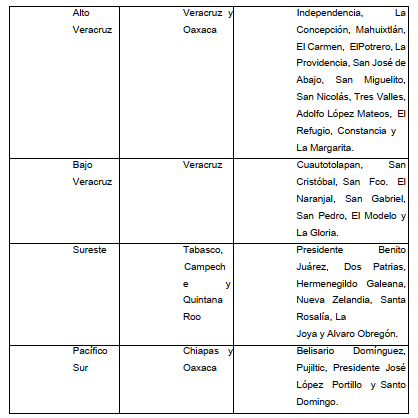 Alto Veracruz y Independencia, La
Veracruz Oaxaca Concepción, Mahuixtlán,
El Carmen, ElPotrero, La
Providencia, San José de
Abajo, San Miguelito,
San Nicolás, Tres Valles,
Adolfo López Mateos, El
Refugio, Constancia y
La Margarita.
Bajo Veracruz Cuautotolapan, San
Veracruz Cristóbal, San Fco. El
Naranjal, San Gabriel,
San Pedro, El Modelo y
La Gloria.
Sureste Tabasco, Presidente Benito
Campech Juárez, Dos Patrias,
e y Hermenegildo Galeana,
Quintana Nueva Zelandia, Santa
Roo Rosalía, La
Joya y Alvaro Obregón.
Pacífico Chiapas y Belisario Domínguez,
Sur Oaxaca Pujiltic, Presidente José
López Portillo y Santo
Domingo.